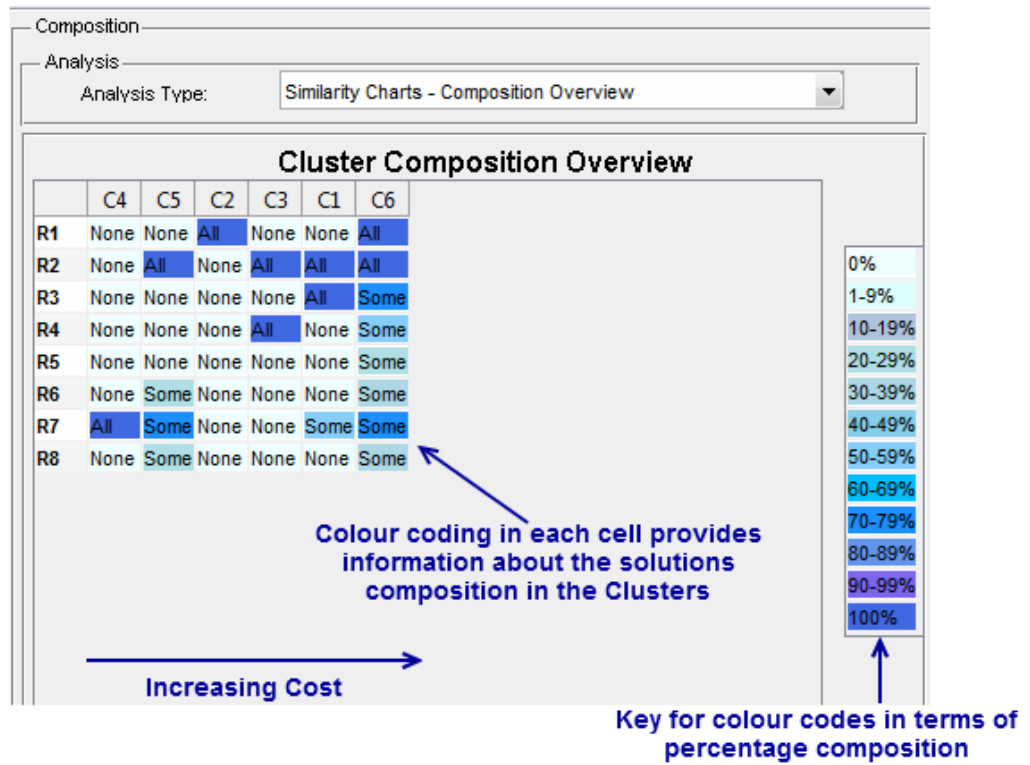 Composition
Analysis
Analysis Type: Similarity Charts - Composition Overview
Cluster Composition Overview
C4 C5 C2 C3 C1 C6
R1 None None All None None All
R2 None All None All All All
R3 None None None None All Some
R4 None None None All None Some
R5 None None None None None Some
R6 None Some None None None Some
R7 All Some None None Some Some
R8 None Some None None None Some
0%
1-9%
10-19%
20-29%
30-39%
40-49%
50-59%
60-69%
70-79%
80-89%
90-99%
100%
Colour coding in each cell provides
information about the solutions
composition in the Clusters
Increasing Cost
Key for colour codes in terms of
percentage composition